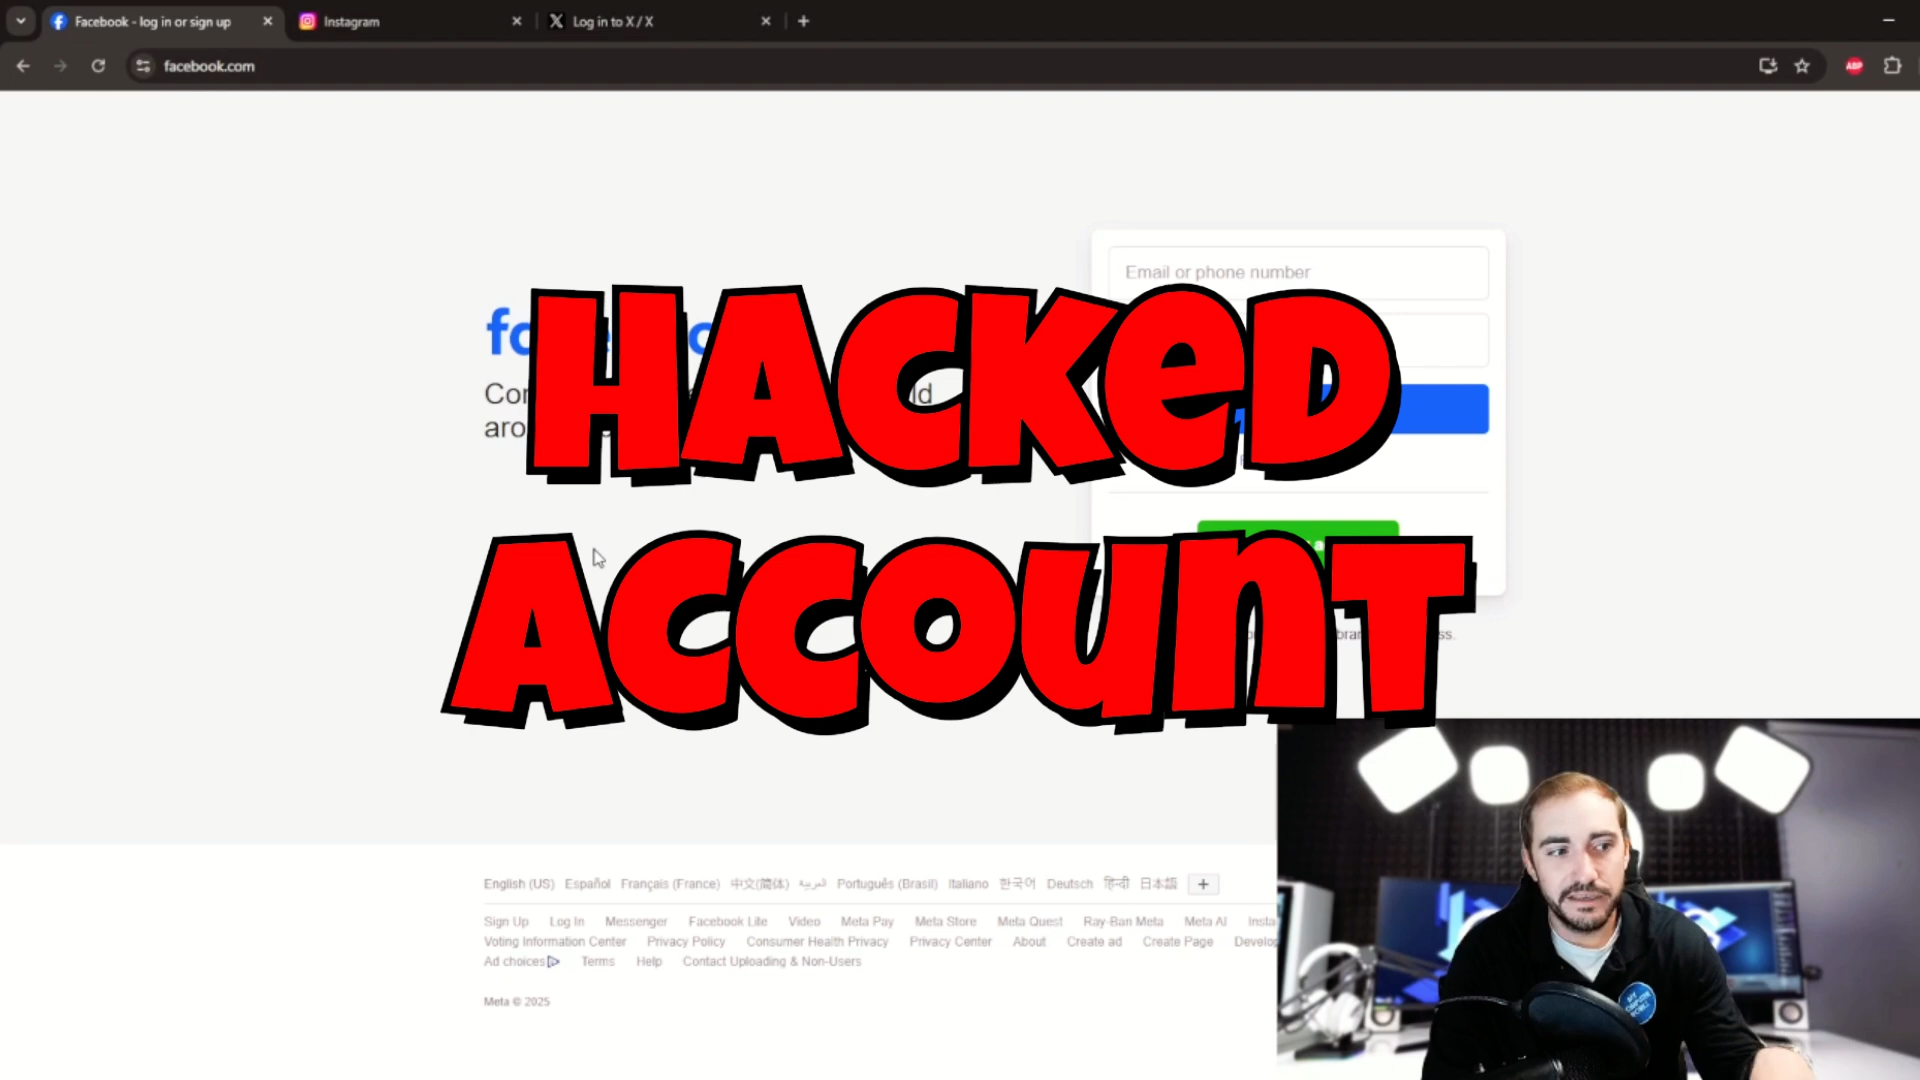 Facebook - log in or sign up
Instagram
Log in to X / X
facebook.com
ABP
Email or phone number
HACKED
ACCOUNT
English (US) Español Français (France) 中文(简体) العربية Português (Brasil) Italiano 한국어 Deutsch हिन्दी 日本語
Sign Up Log In Messenger Facebook Lite Video Meta Pay Meta Store Meta Quest Ray-Ban Meta Meta AI Insta
Voting Information Center Privacy Policy Consumer Health Privacy Privacy Center About Create ad Create Page Develop
Ad choices Terms Help Contact Uploading & Non-Users
Meta © 2025